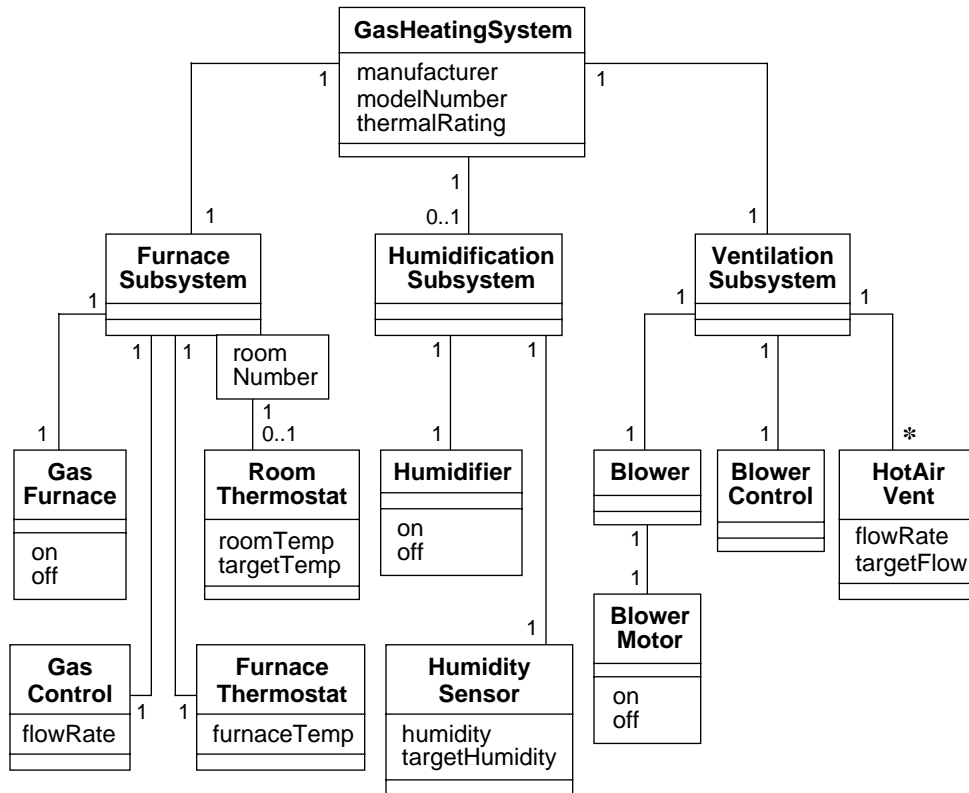 GasHeatingSystem
manufacturer
modelNumber
thermalRating
1
1
1
1
0..1
1
Furnace
Subsystem
Humidification
Subsystem
Ventilation
Subsystem
1
1
1
room
Number
1
0..1
1
1
1
1
1
1
1
1
1
*
Gas
Furnace
on
off
Room
Thermostat
roomTemp
targetTemp
Humidifier
on
off
Blower
1
1
Blower
Control
HotAir
Vent
flowRate
targetFlow
Gas
Control
flowRate
1
1
Furnace
Thermostat
furnaceTemp
1
Humidity
Sensor
humidity
targetHumidity
Blower
Motor
on
off